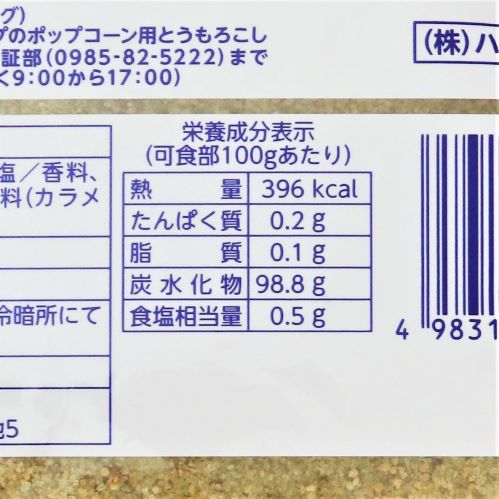 グ)
プのポップコーン用とうもろこし
証部(0985-82-5222)まで
く9:00から17:00)
(株)ハ
塩／香料、
料(カラメ
冷暗所にて
5
栄養成分表示
(可食部100gあたり)
熱量 396 kcal
たんぱく質 0.2 g
脂質 0.1 g
炭水化物 98.8 g
食塩相当量 0.5 g
4 9831